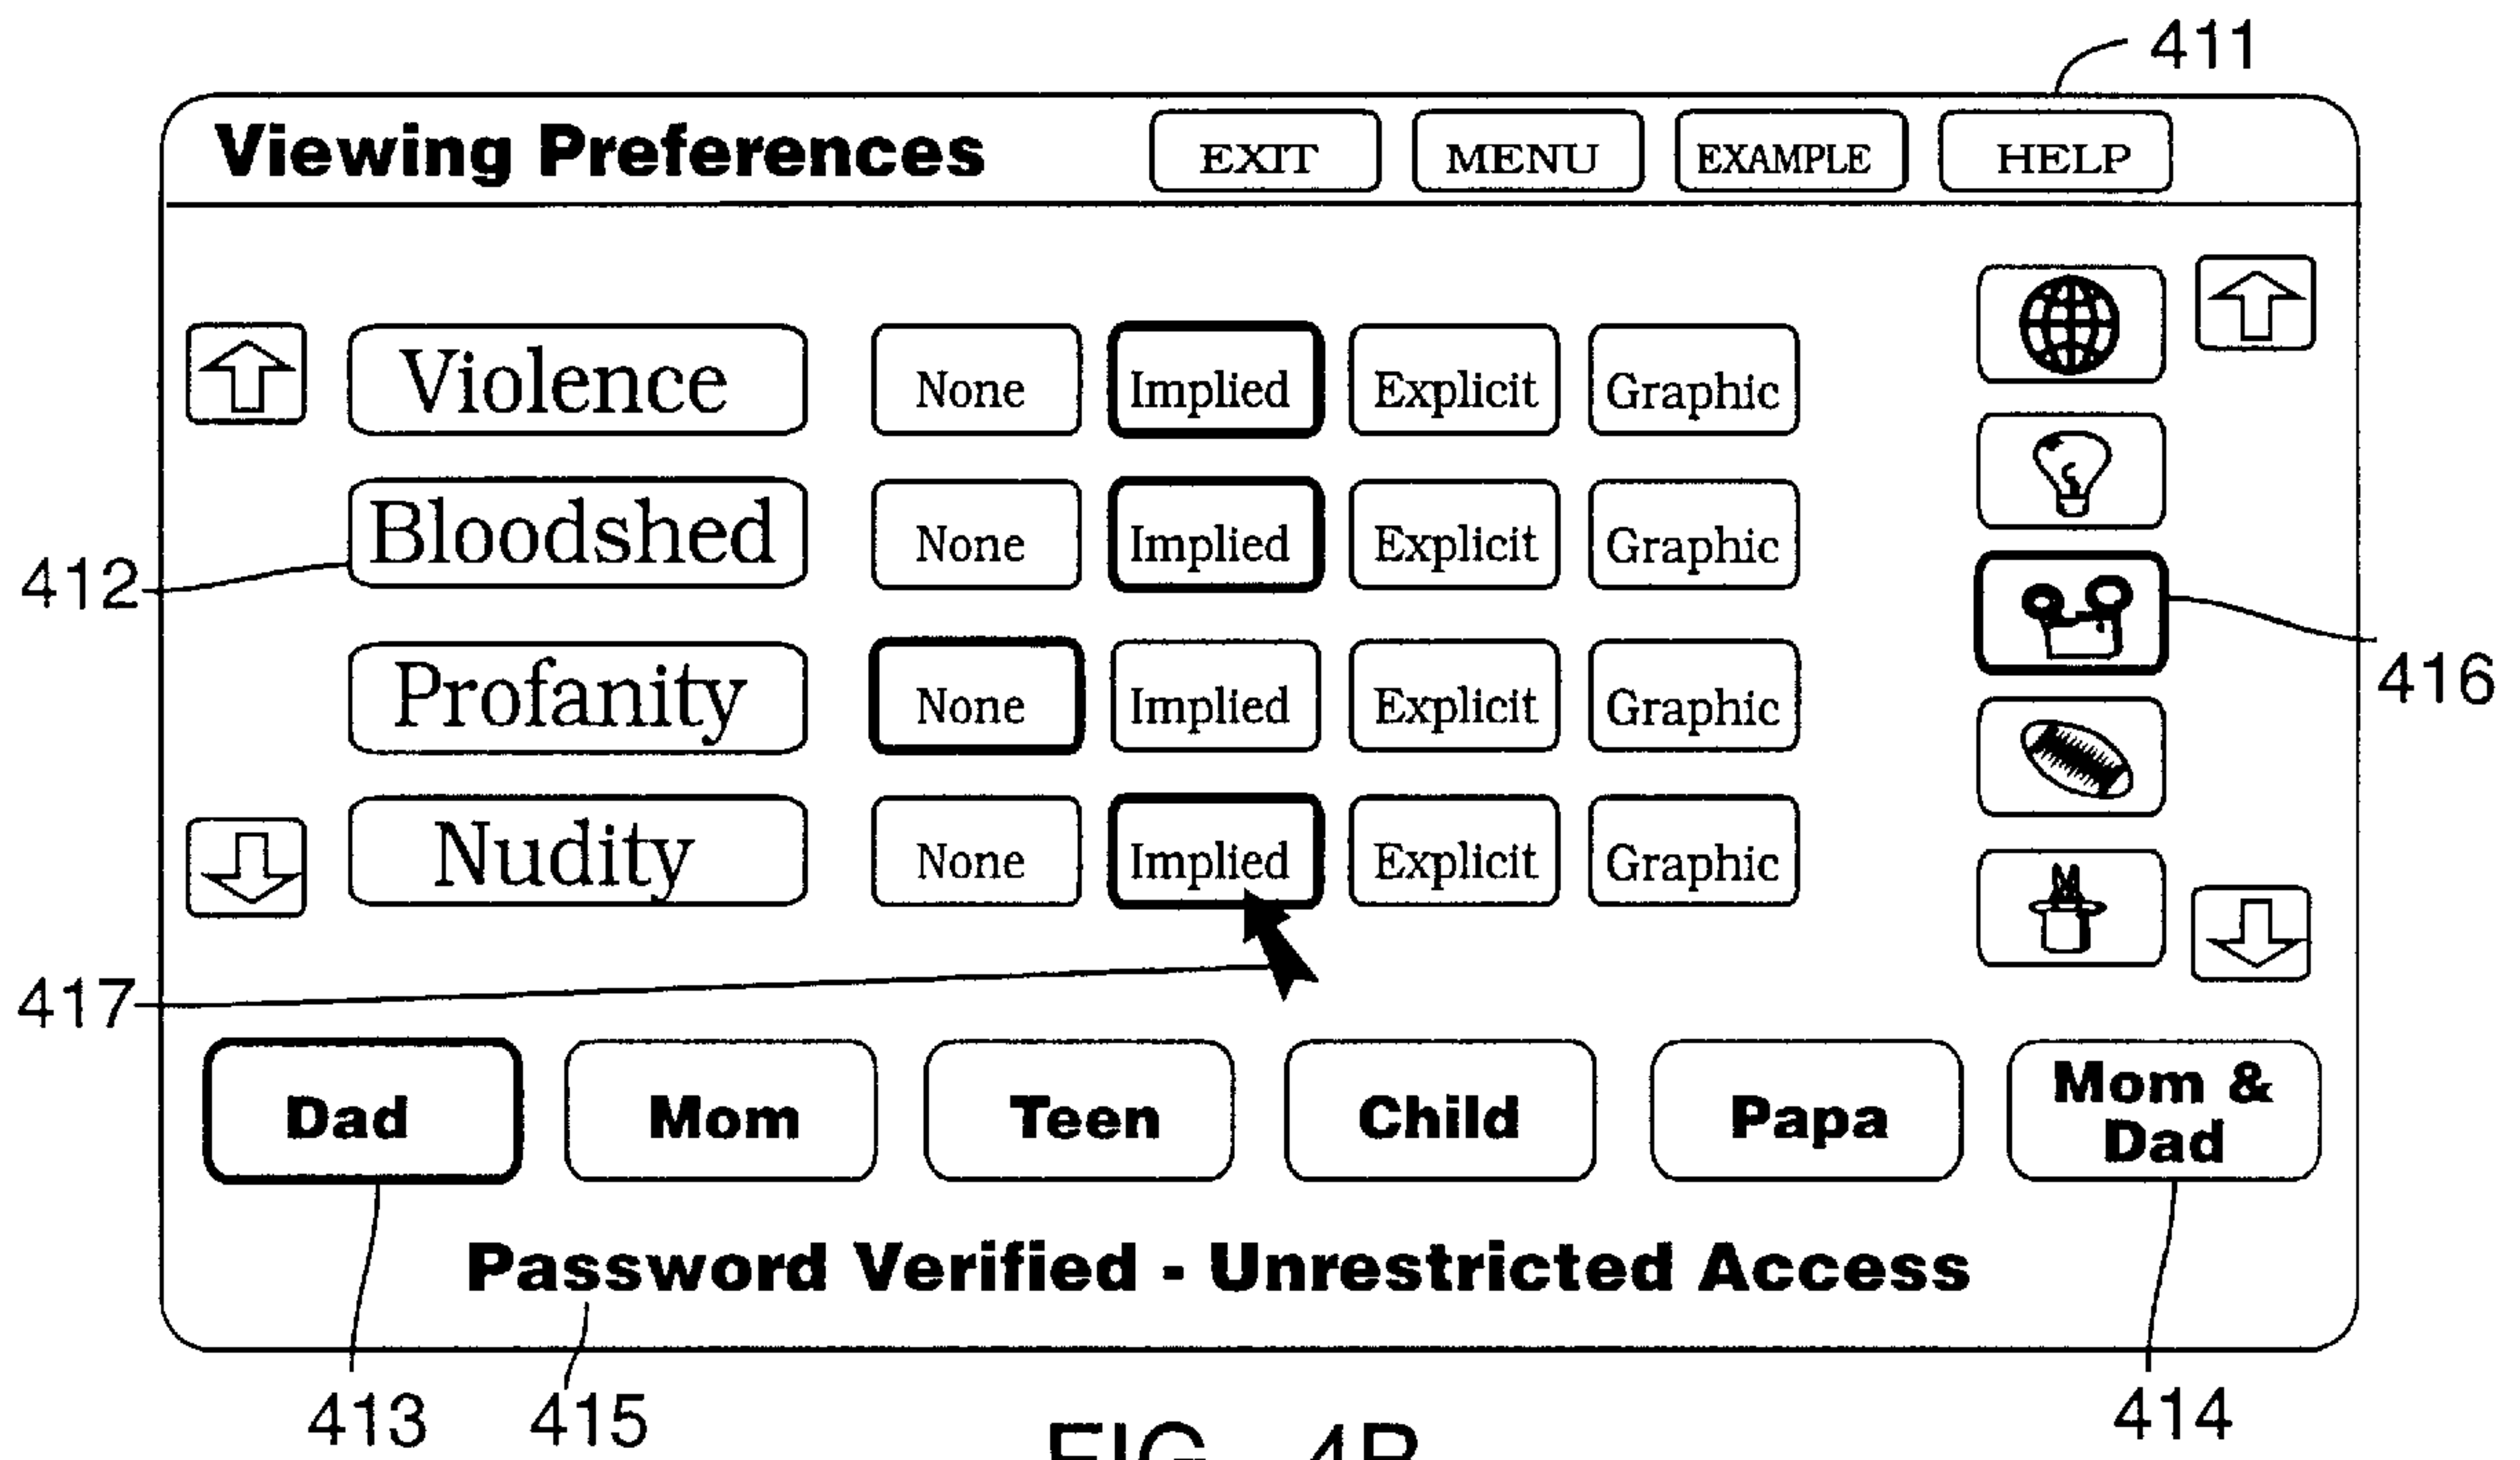 411
Viewing Preferences EXIT MENU EXAMPLE HELP
Violence None Implied Explicit Graphic
Bloodshed None Implied Explicit Graphic
412
416
Profanity None Implied Explicit Graphic
Nudity None Implied Explicit Graphic
417
Dad Mom Teen Child Papa Mom &
Dad
Password Verified - Unrestricted Access
413 415 414
FIG. 4B